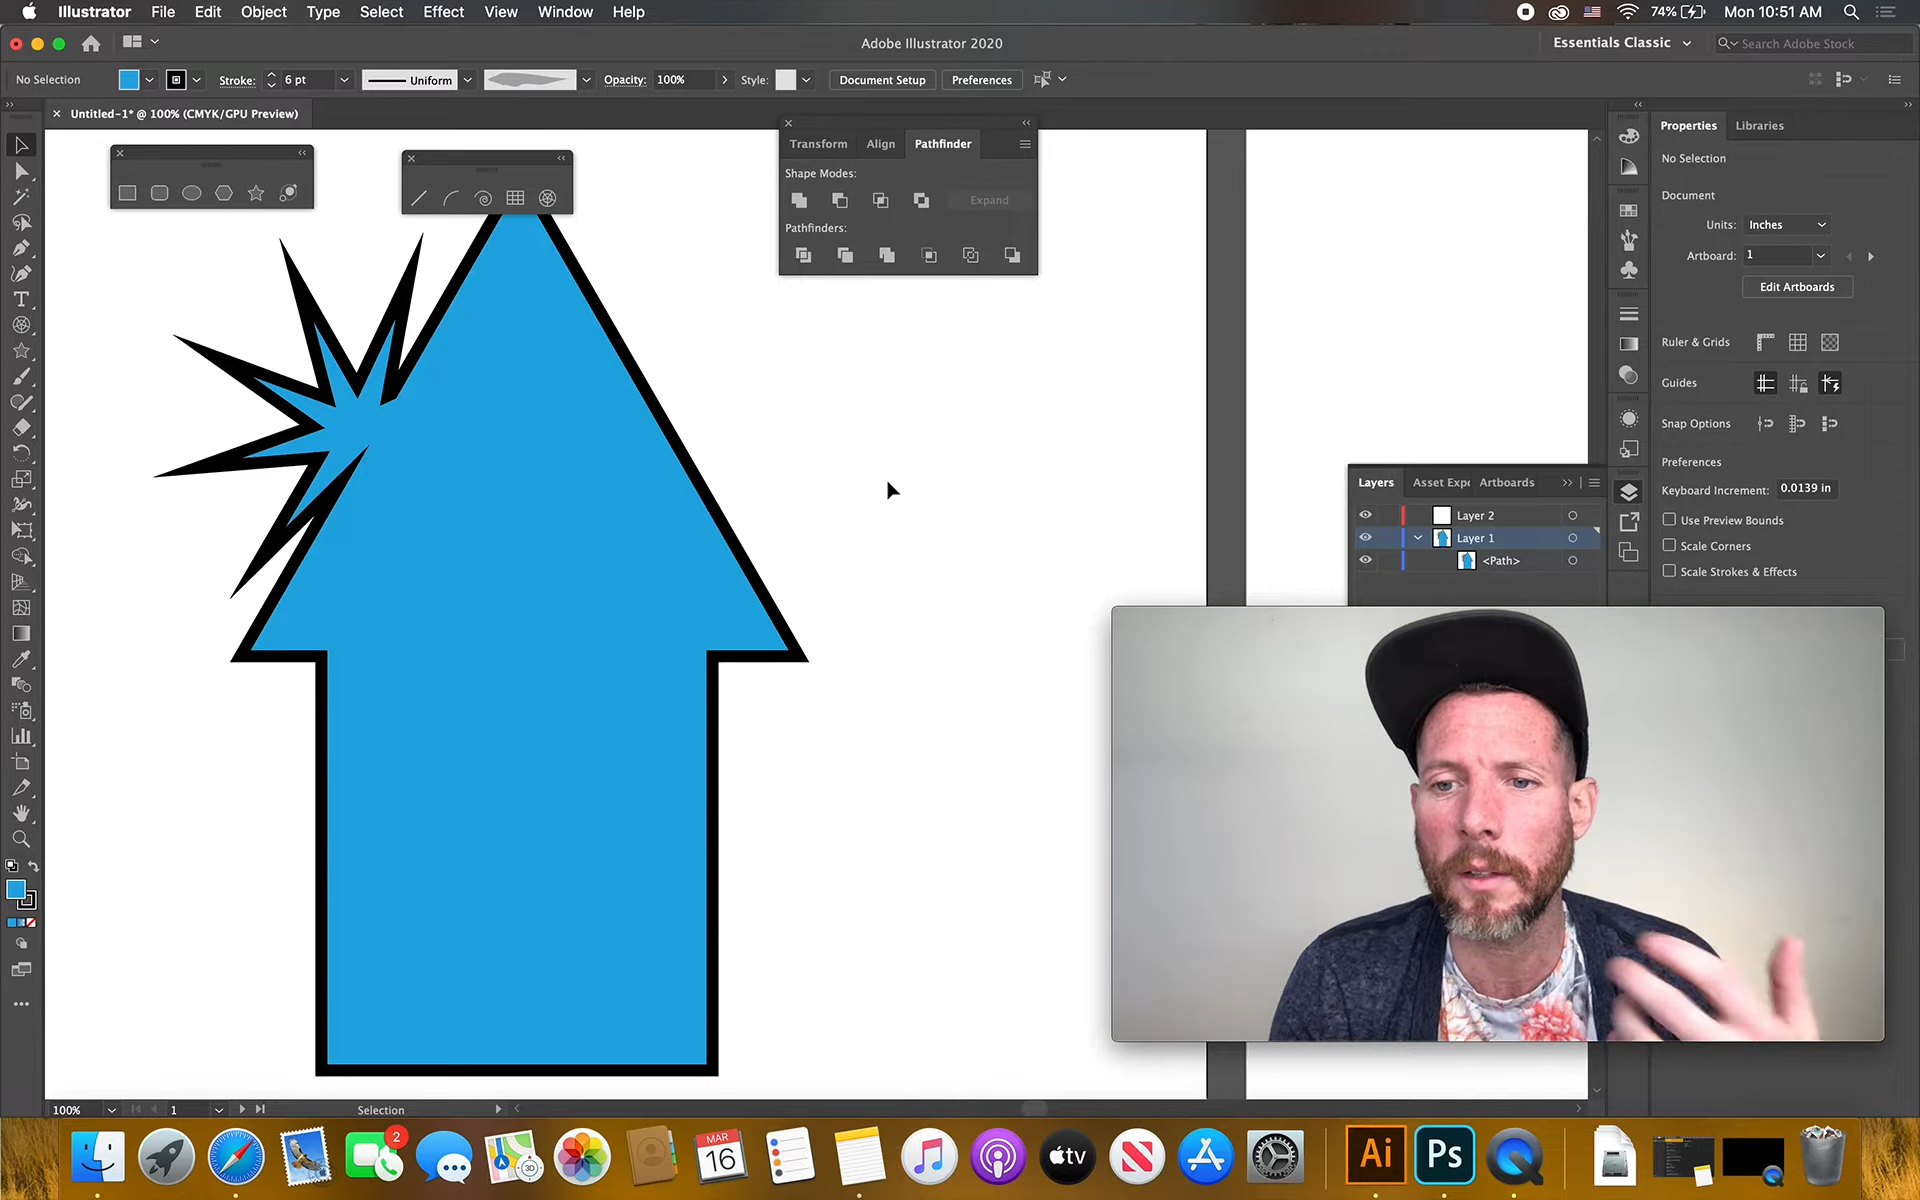 Illustrator File Edit Object Type Select Effect View Window Help
74% Mon 10:51 AM
Adobe Illustrator 2020
Essentials Classic
Search Adobe Stock
No Selection
Stroke: 6 pt
Uniform
Opacity: 100%
Style:
Document Setup
Preferences
× Untitled-1* @ 100% (CMYK/GPU Preview)
Transform Align Pathfinder
Shape Modes:
Expand
Pathfinders:
Properties Libraries
No Selection
Document
Units: Inches
Artboard: 1
Edit Artboards
Ruler & Grids
Guides
Snap Options
Preferences
Keyboard Increment: 0.0139 in
Use Preview Bounds
Scale Corners
Scale Strokes & Effects
Layers Asset Expo Artboards
Layer 2
Layer 1
<Path>
100% 1 Selection
2
MAR
16
3D
tv
Ai
Ps